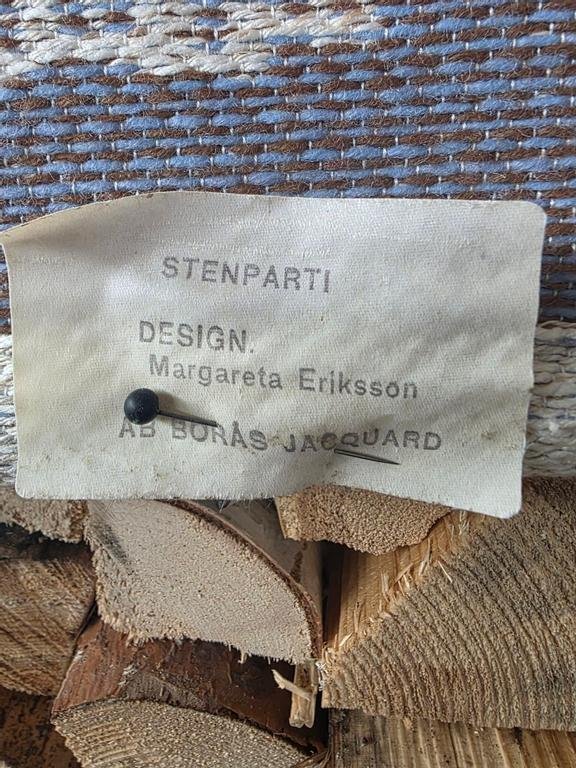 STENPARTI
DESIGN.
Margareta Eriksson
AB BORÅS JACQUARD